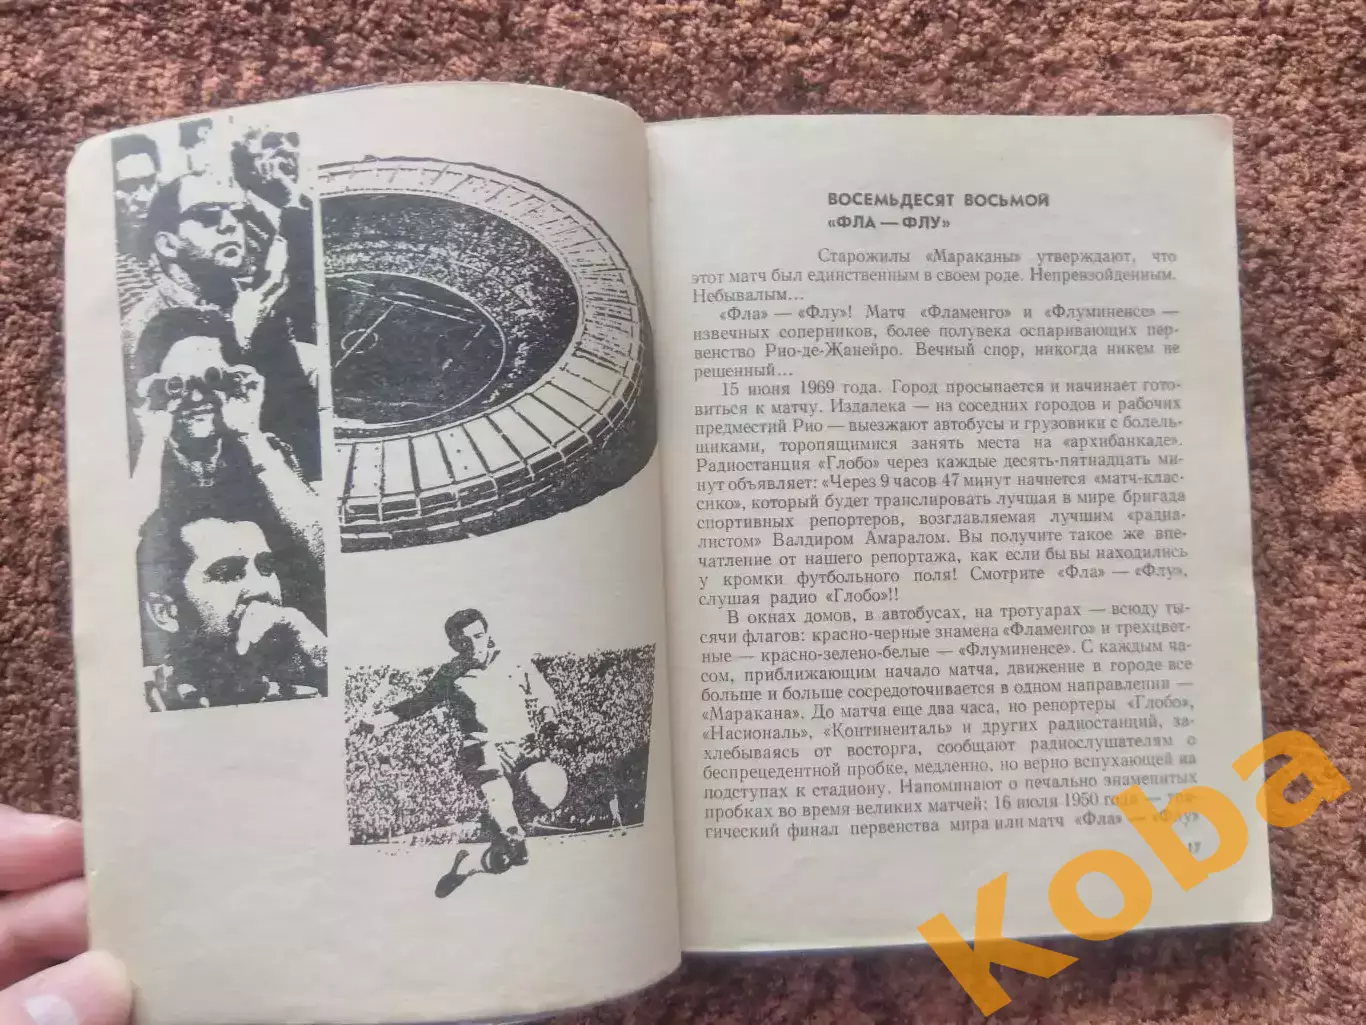 ВОСЕМЬДЕСЯТ ВОСЬМОЙ
«ФЛА — ФЛУ»
Старожилы «Мараканы» утверждают, что
этот матч был единственным в своем роде. Непревзойденным.
Небывалым...
«Фла» — «Флу»! Матч «Фламенго» и «Флуминенсе» —
извечных соперников, более полувека оспаривающих пер-
венство Рио-де-Жанейро. Вечный спор, никогда никем не
решенный...
15 июня 1969 года. Город просыпается и начинает гото-
виться к матчу. Издалека — из соседних городов и рабочих
предместий Рио — выезжают автобусы и грузовики с болель-
щиками, торопящимися занять места на «архибанкаде».
Радиостанция «Глобо» через каждые десять-пятнадцать ми-
нут объявляет: «Через 9 часов 47 минут начнется «матч-клас-
сико», который будет транслировать лучшая в мире бригада
спортивных репортеров, возглавляемая лучшим «радиа-
листом» Валдиром Амаралом. Вы получите такое же впе-
чатление от нашего репортажа, как если бы вы находились
у кромки футбольного поля! Смотрите «Фла» — «Флу»,
слушая радио «Глобо»!!
В окнах домов, в автобусах, на тротуарах — всюду ты-
сячи флагов: красно-черные знамена «Фламенго» и трехцвет-
ные — красно-зелено-белые — «Флуминенсе». С каждым ча-
сом, приближающим начало матча, движение в городе все
больше и больше сосредоточивается в одном направлении —
«Маракана». До матча еще два часа, но репортеры «Глобо»,
«Насиональ», «Континенталь» и других радиостанций, за-
хлебываясь от восторга, сообщают радиослушателям о
беспрецедентной пробке, медленно, но верно вспухающей на
подступах к стадиону. Напоминают о печально знаменитых
пробках во время великих матчей: 16 июля 1950 года — тра-
гический финал первенства мира или матч «Фла» — «Флу»
17
Коба